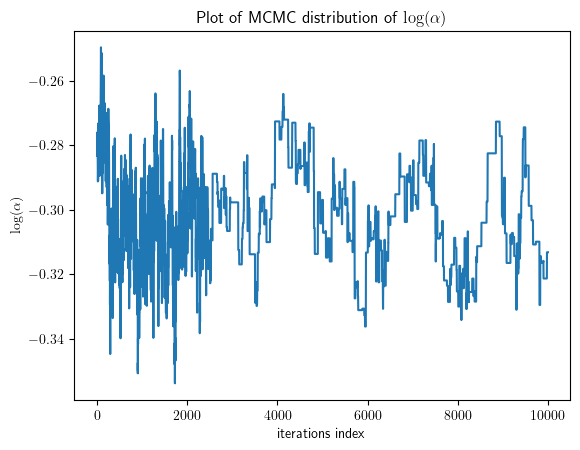 Plot of MCMC distribution of log(α)
log(α)
−0.26
−0.28
−0.30
−0.32
−0.34
0 2000 4000 6000 8000 10000
iterations index